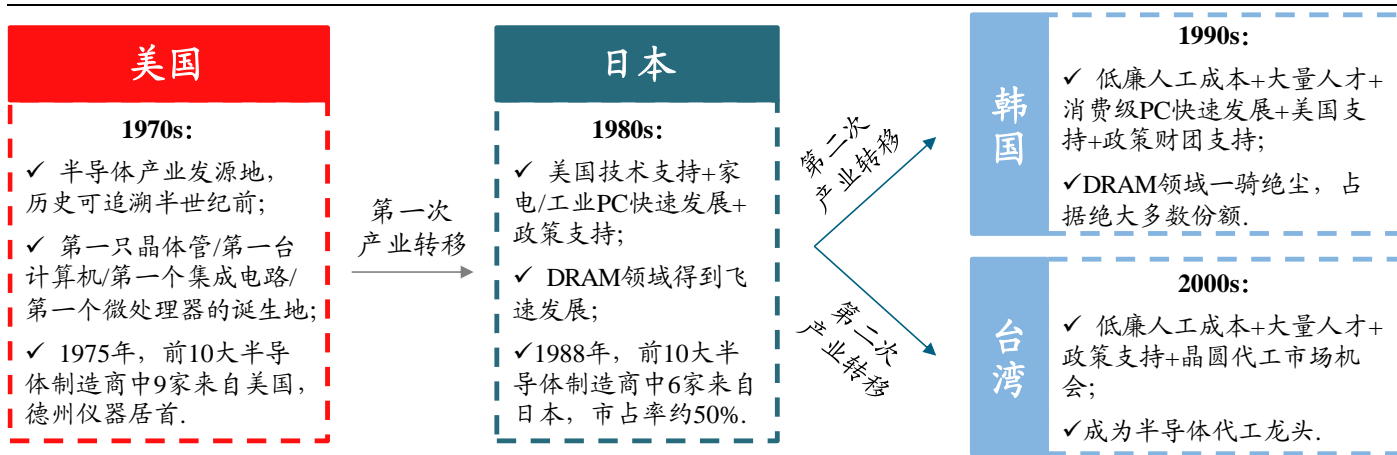 美国
1970s：
✓ 半导体产业发源地，
历史可追溯半世纪前；
✓ 第一只晶体管/第一台
计算机/第一个集成电路/
第一个微处理器的诞生地；
✓ 1975年，前10大半导
体制造商中9家来自美国，
德州仪器居首.
第一次
产业转移
日本
1980s：
✓ 美国技术支持+家
电/工业PC快速发展+
政策支持；
✓ DRAM领域得到飞
速发展；
✓1988年，前10大半
导体制造商中6家来自
日本，市占率约50%.
第二次
产业转移
韩国
1990s：
✓ 低廉人工成本+大量人才+
消费级PC快速发展+美国支
持+政策财团支持；
✓DRAM领域一骑绝尘，占
据绝大多数份额.
第二次
产业转移
台湾
2000s：
✓ 低廉人工成本+大量人才+
政策支持+晶圆代工市场机
会；
✓成为半导体代工龙头.